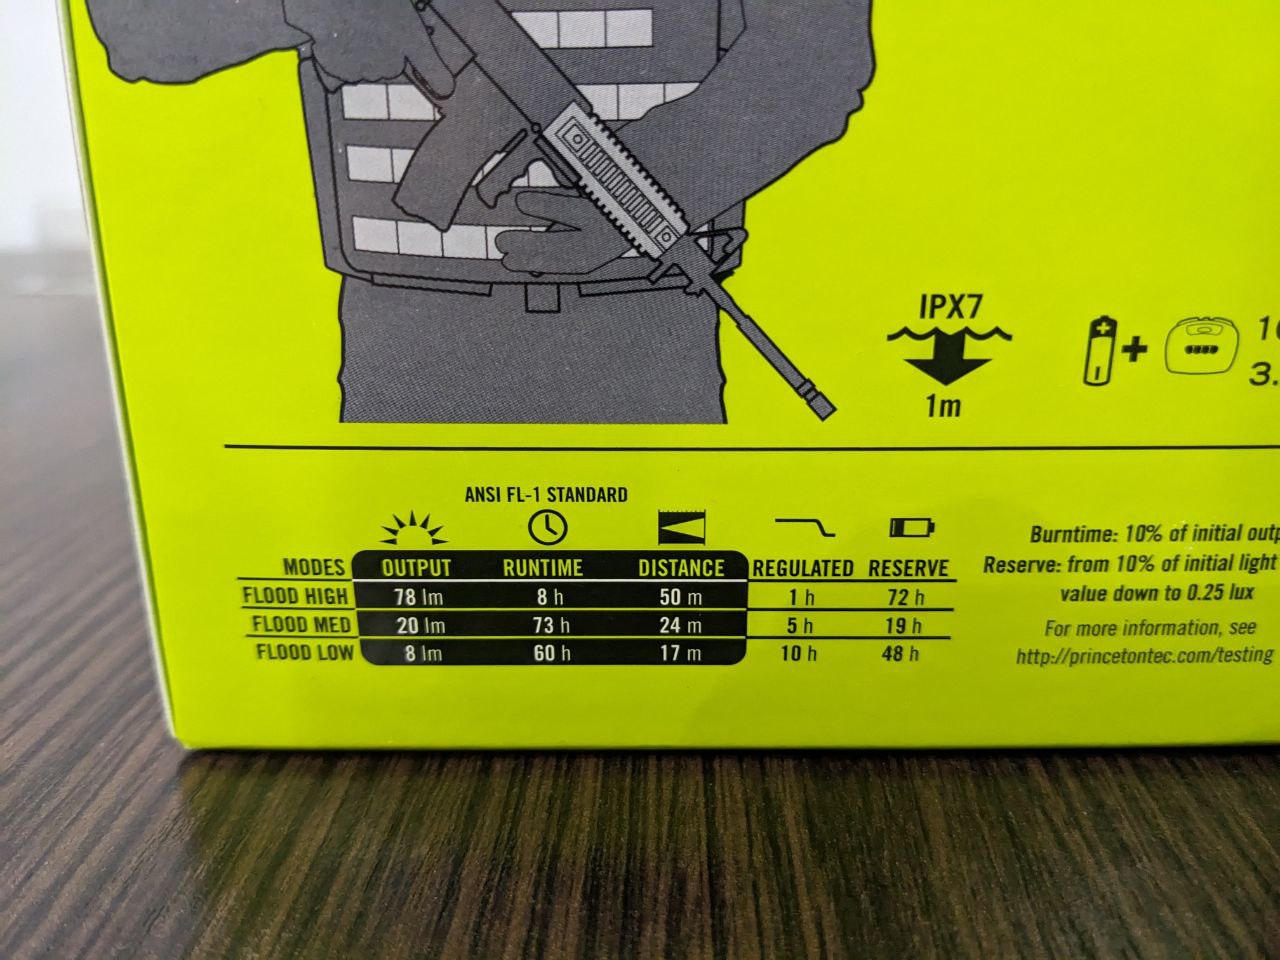 IPX7
1m
ANSI FL-1 STANDARD
MODES OUTPUT RUNTIME DISTANCE REGULATED RESERVE
FLOOD HIGH 78 lm 8 h 50 m 1 h 72 h
FLOOD MED 20 lm 73 h 24 m 5 h 19 h
FLOOD LOW 8 lm 60 h 17 m 10 h 48 h
Burntime: 10% of initial outp
Reserve: from 10% of initial light
value down to 0.25 lux
For more information, see
http://princetontec.com/testing